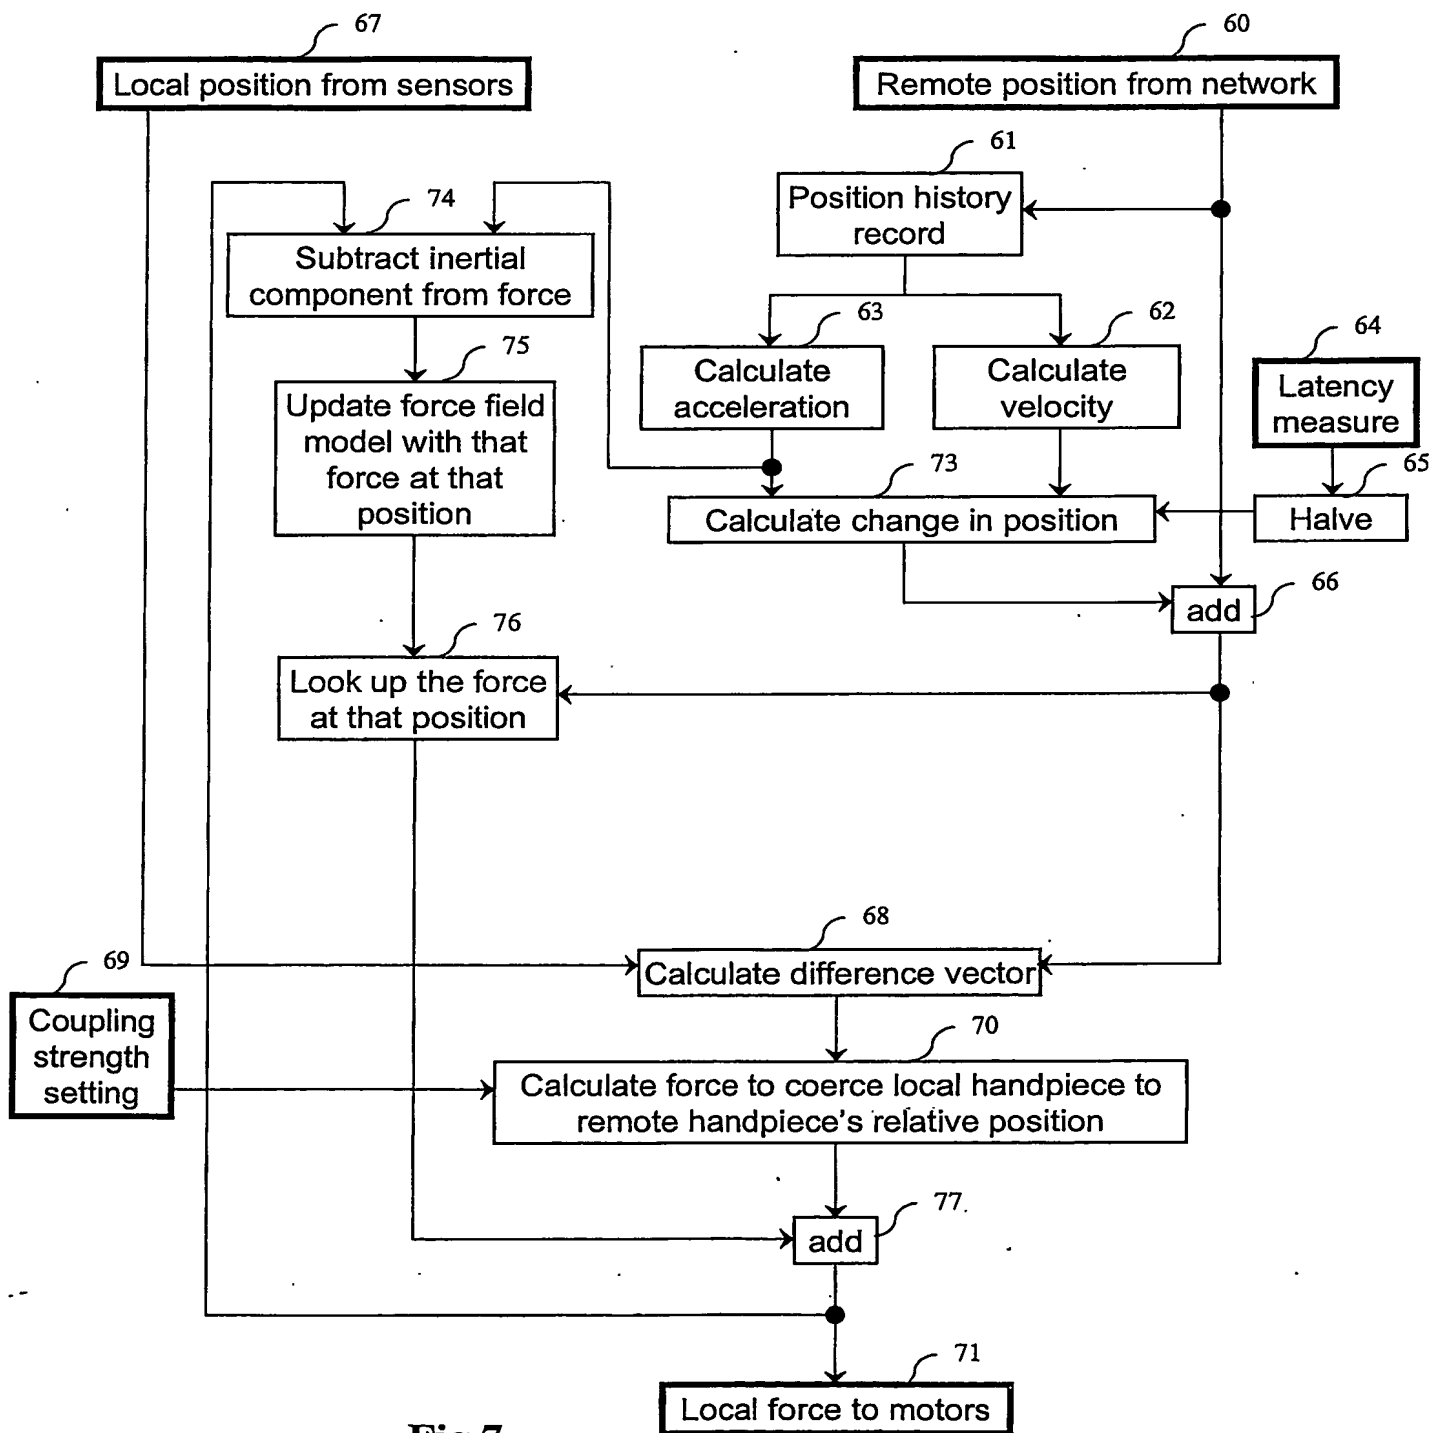 67
60
Local position from sensors
Remote position from network
61
Position history
record
74
Subtract inertial
component from force
63
62
64
Calculate
acceleration
Calculate
velocity
Latency
measure
75
Update force field
model with that
force at that
position
73
65
Calculate change in position
Halve
66
add
76
Look up the force
at that position
68
Calculate difference vector
69
Coupling
strength
setting
70
Calculate force to coerce local handpiece to
remote handpiece's relative position
77
add
71
Local force to motors
Fig 7